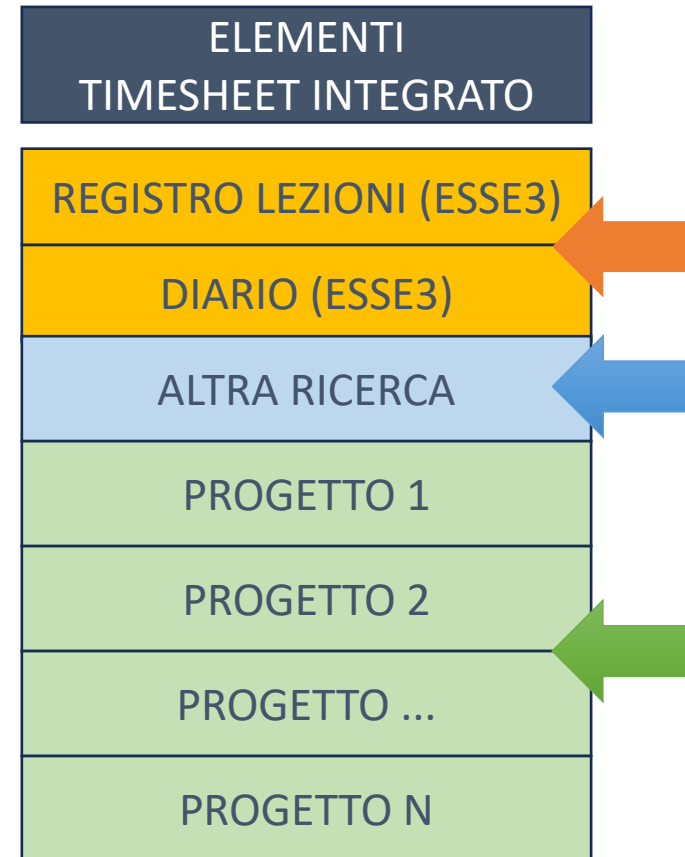 ELEMENTI
TIMESHEET INTEGRATO
REGISTRO LEZIONI (ESSE3)
DIARIO (ESSE3)
ALTRA RICERCA
PROGETTO 1
PROGETTO 2
PROGETTO ...
PROGETTO N